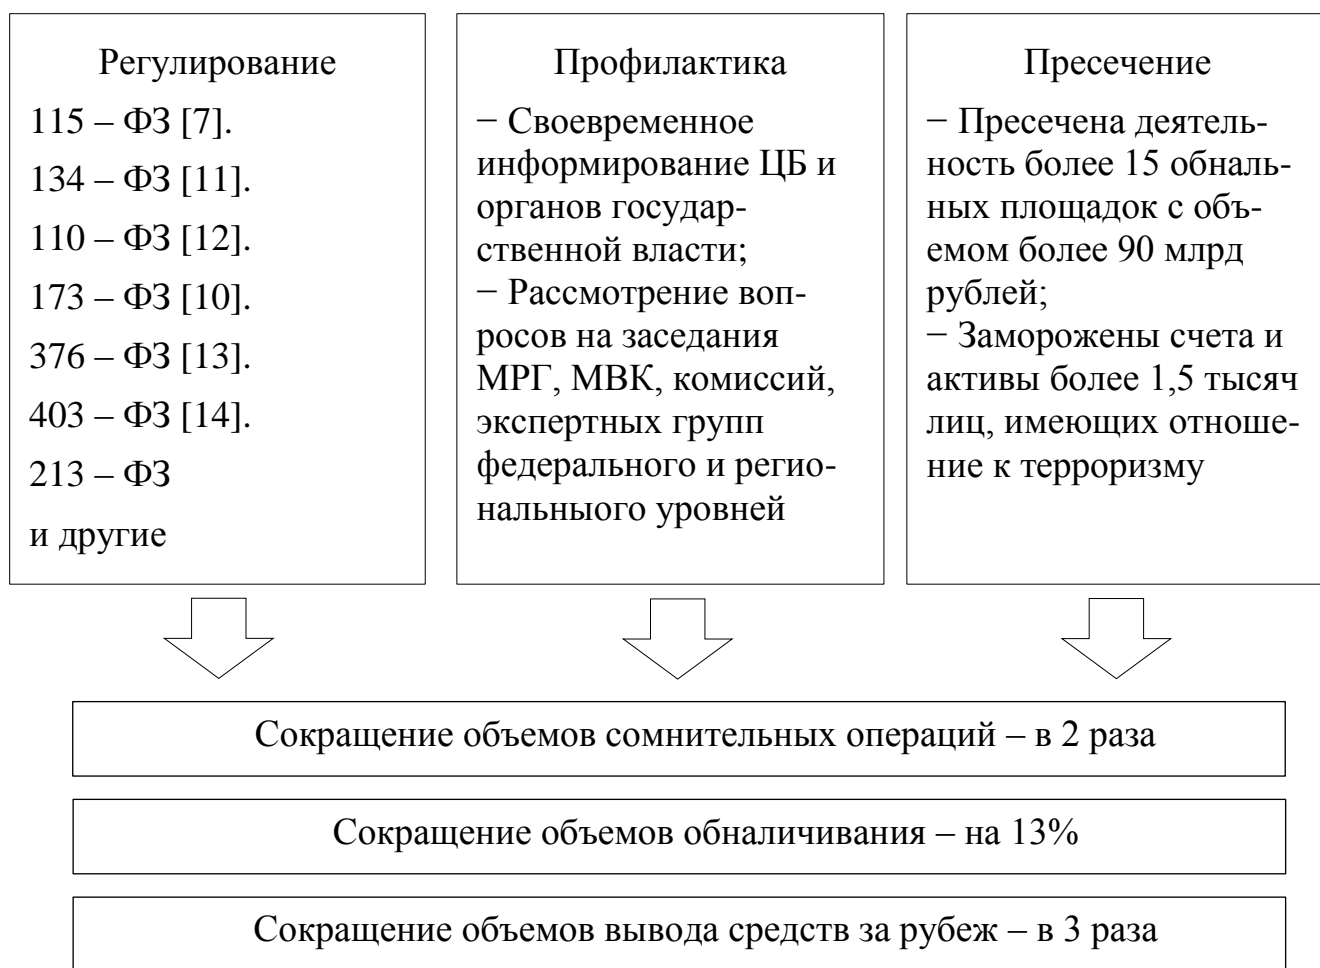 Регулирование
115 – ФЗ [7].
134 – ФЗ [11].
110 – ФЗ [12].
173 – ФЗ [10].
376 – ФЗ [13].
403 – ФЗ [14].
213 – ФЗ
и другие
Профилактика
− Своевременное
информирование ЦБ и
органов государ-
ственной власти;
− Рассмотрение воп-
росов на заседания
МРГ, МВК, комиссий,
экспертных групп
федерального и регио-
нальныого уровней
Пресечение
− Пресечена деятель-
ность более 15 обналь-
ных площадок с объ-
емом более 90 млрд
рублей;
− Заморожены счета и
активы более 1,5 тысяч
лиц, имеющих отноше-
ние к терроризму
Сокращение объемов сомнительных операций – в 2 раза
Сокращение объемов обналичивания – на 13%
Сокращение объемов вывода средств за рубеж – в 3 раза